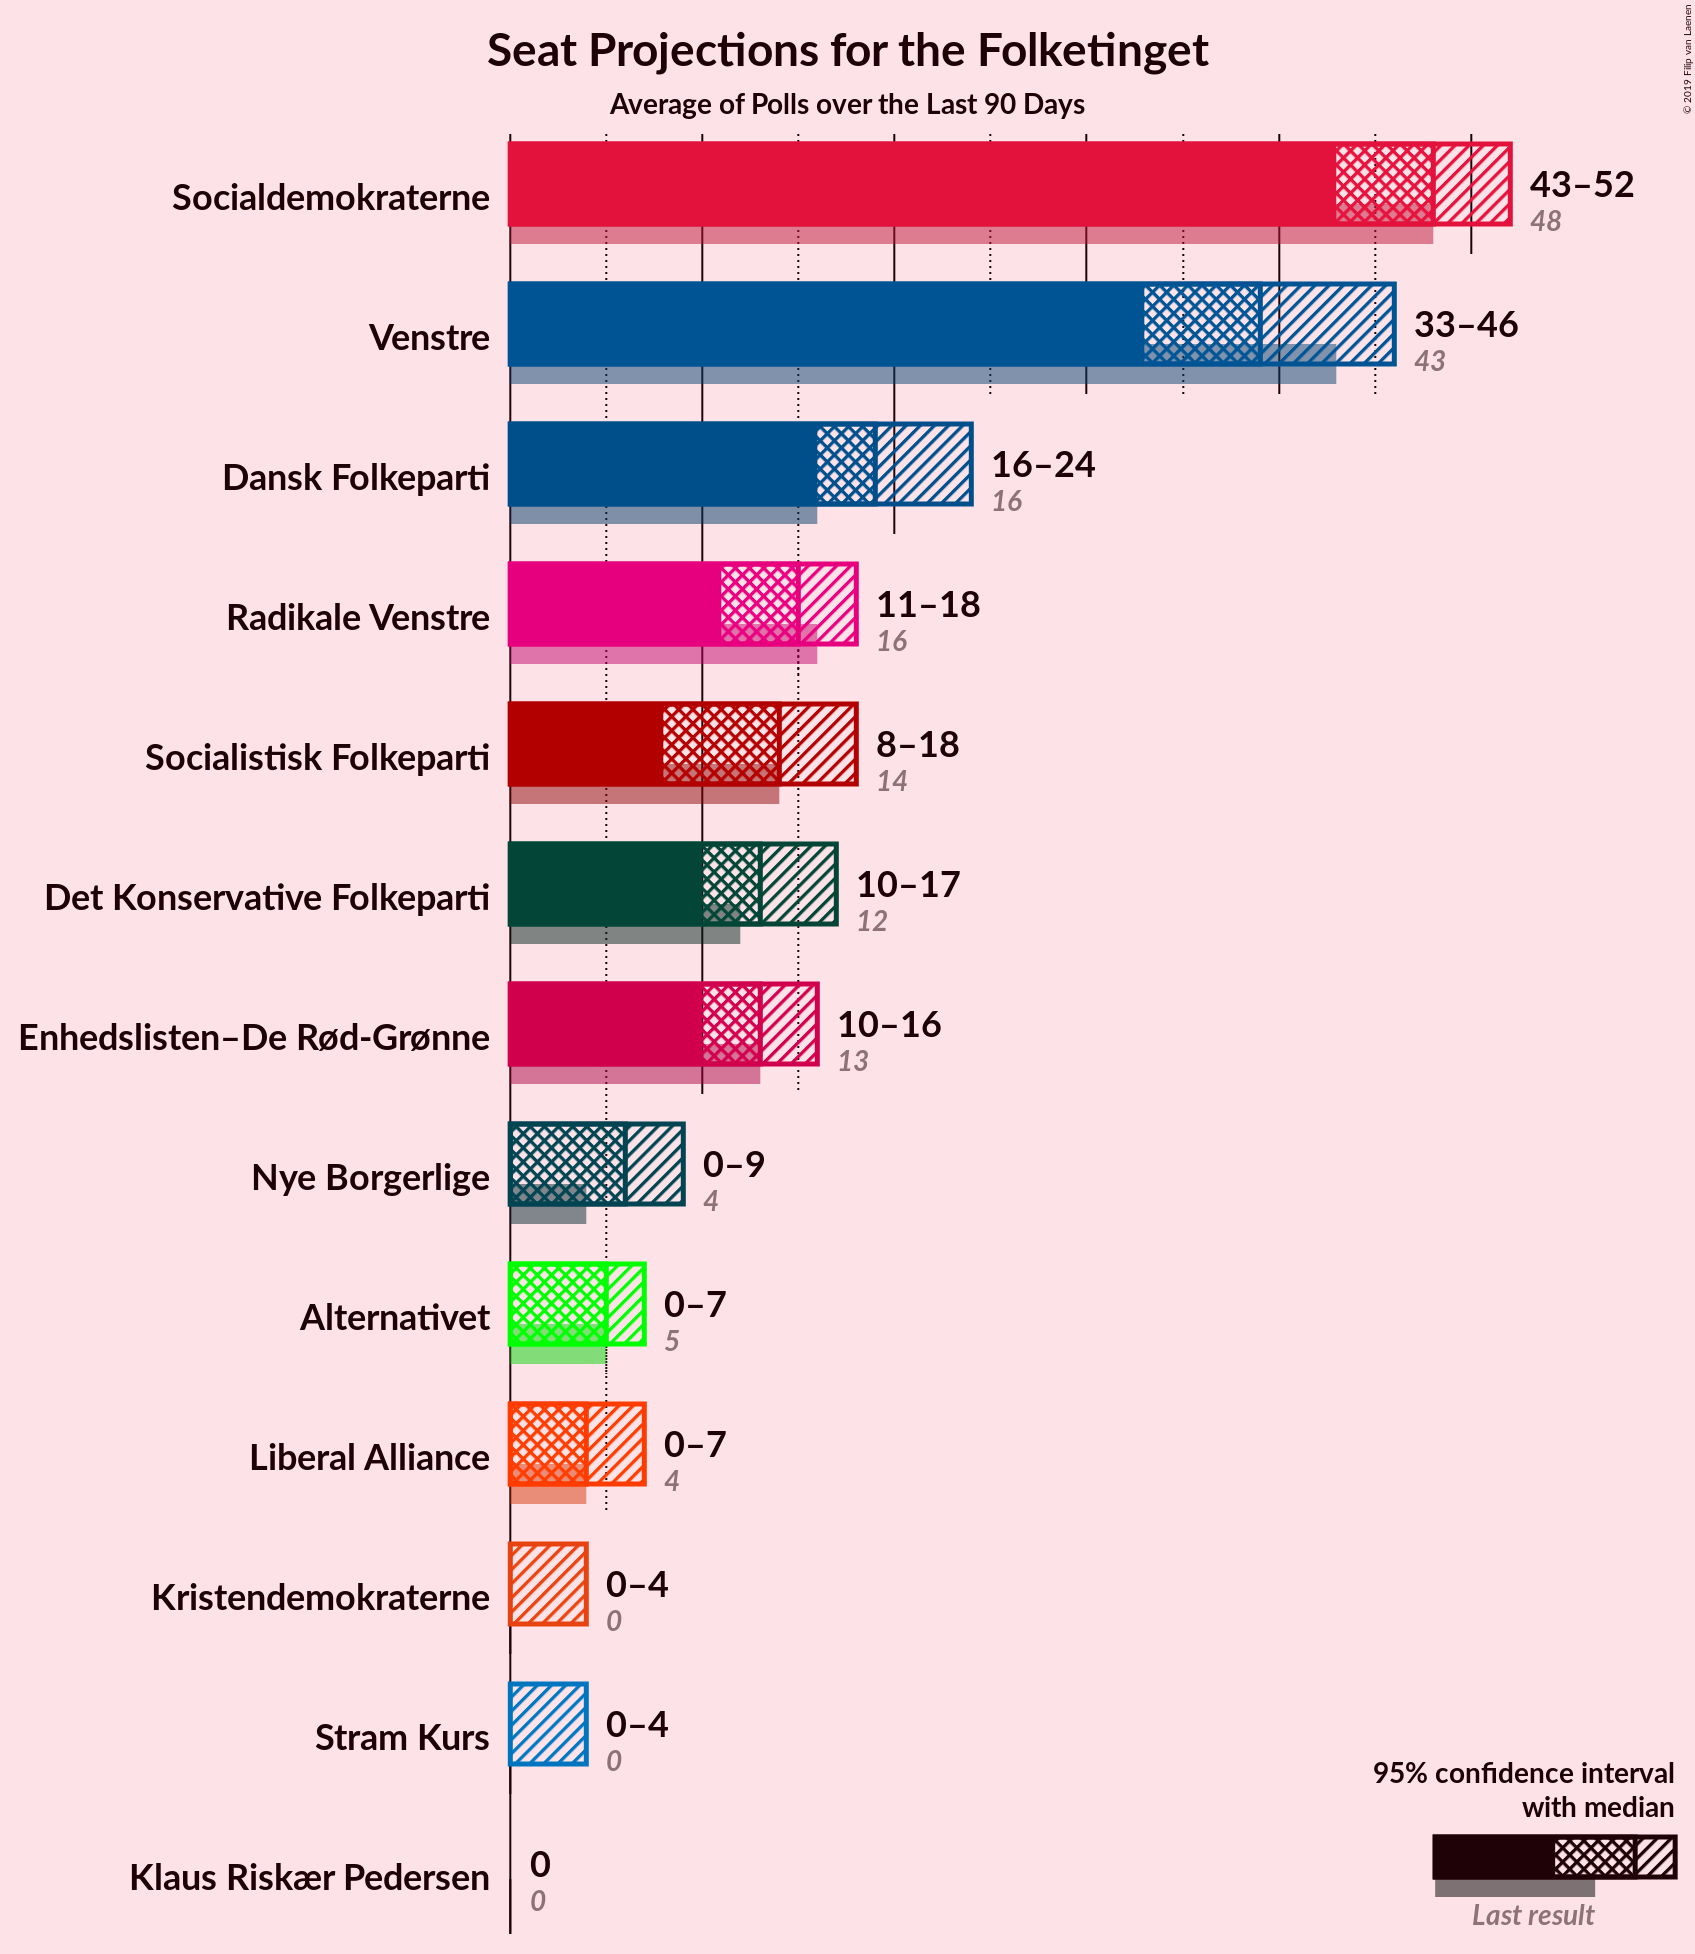 Seat Projections for the Folketinget
Average of Polls over the Last 90 Days
© 2019 Filip van Laenen
Socialdemokraterne
43–52
48
Venstre
33–46
43
Dansk Folkeparti
16–24
16
Radikale Venstre
11–18
16
Socialistisk Folkeparti
8–18
14
Det Konservative Folkeparti
10–17
12
Enhedslisten–De Rød-Grønne
10–16
13
Nye Borgerlige
0–9
4
Alternativet
0–7
5
Liberal Alliance
0–7
4
Kristendemokraterne
0–4
0
Stram Kurs
0–4
0
Klaus Riskær Pedersen
0
0
95% confidence interval
with median
Last result